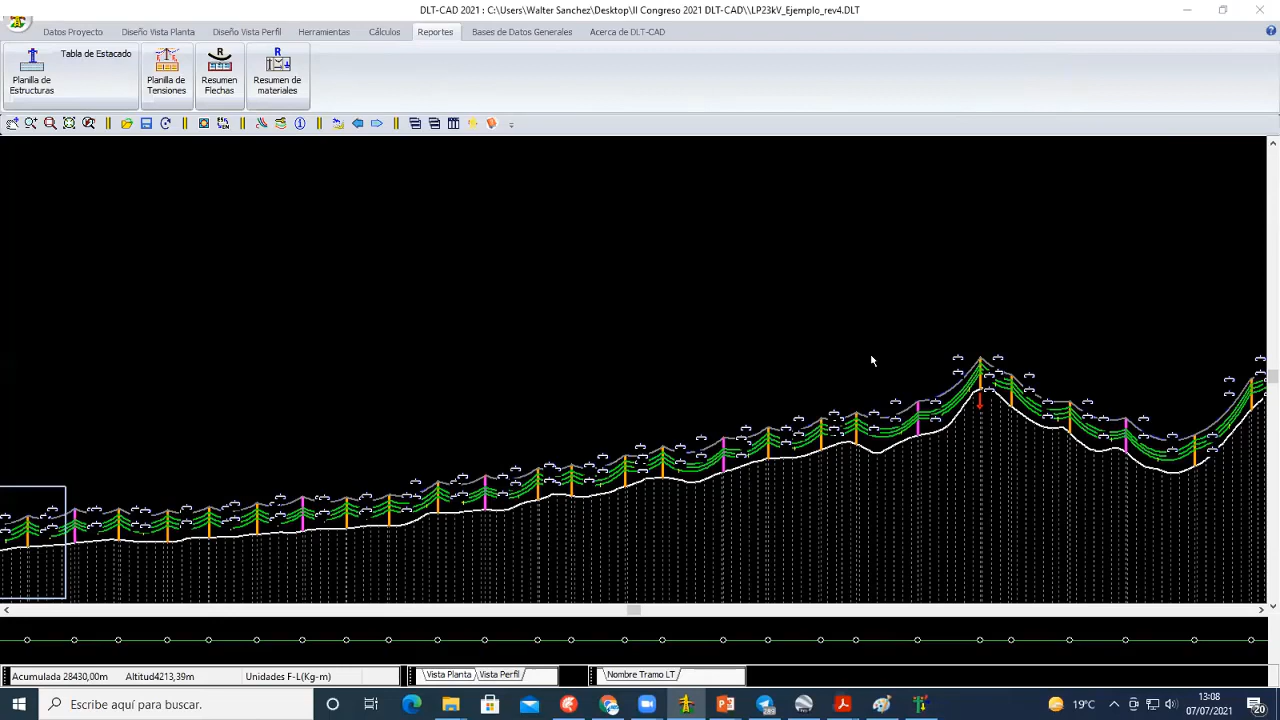 DLT-CAD 2021 : C:\Users\Walter Sanchez\Desktop\II Congreso 2021 DLT-CAD\\LP23kV_Ejemplo_rev4.DLT
Datos Proyecto Diseño Vista Planta Diseño Vista Perfil Herramientas Cálculos Reportes Bases de Datos Generales Acerca de DLT-CAD
Planilla de Estructuras
Tabla de Estacado
Planilla de Tensiones
R
Resumen Flechas
R
Resumen de materiales
Acumulada 28430,00m Altitud4213,39m Unidades F-L(Kg-m) Vista Planta Vista Perfil Nombre Tramo LT
Escribe aquí para buscar.
19°C
13:08
07/07/2021
20